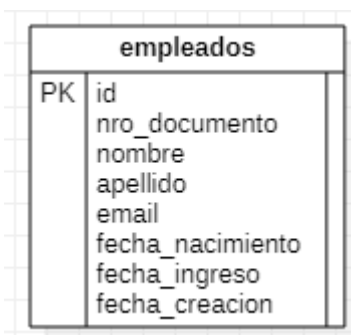 empleados
PK id
nro_documento
nombre
apellido
email
fecha_nacimiento
fecha_ingreso
fecha_creacion